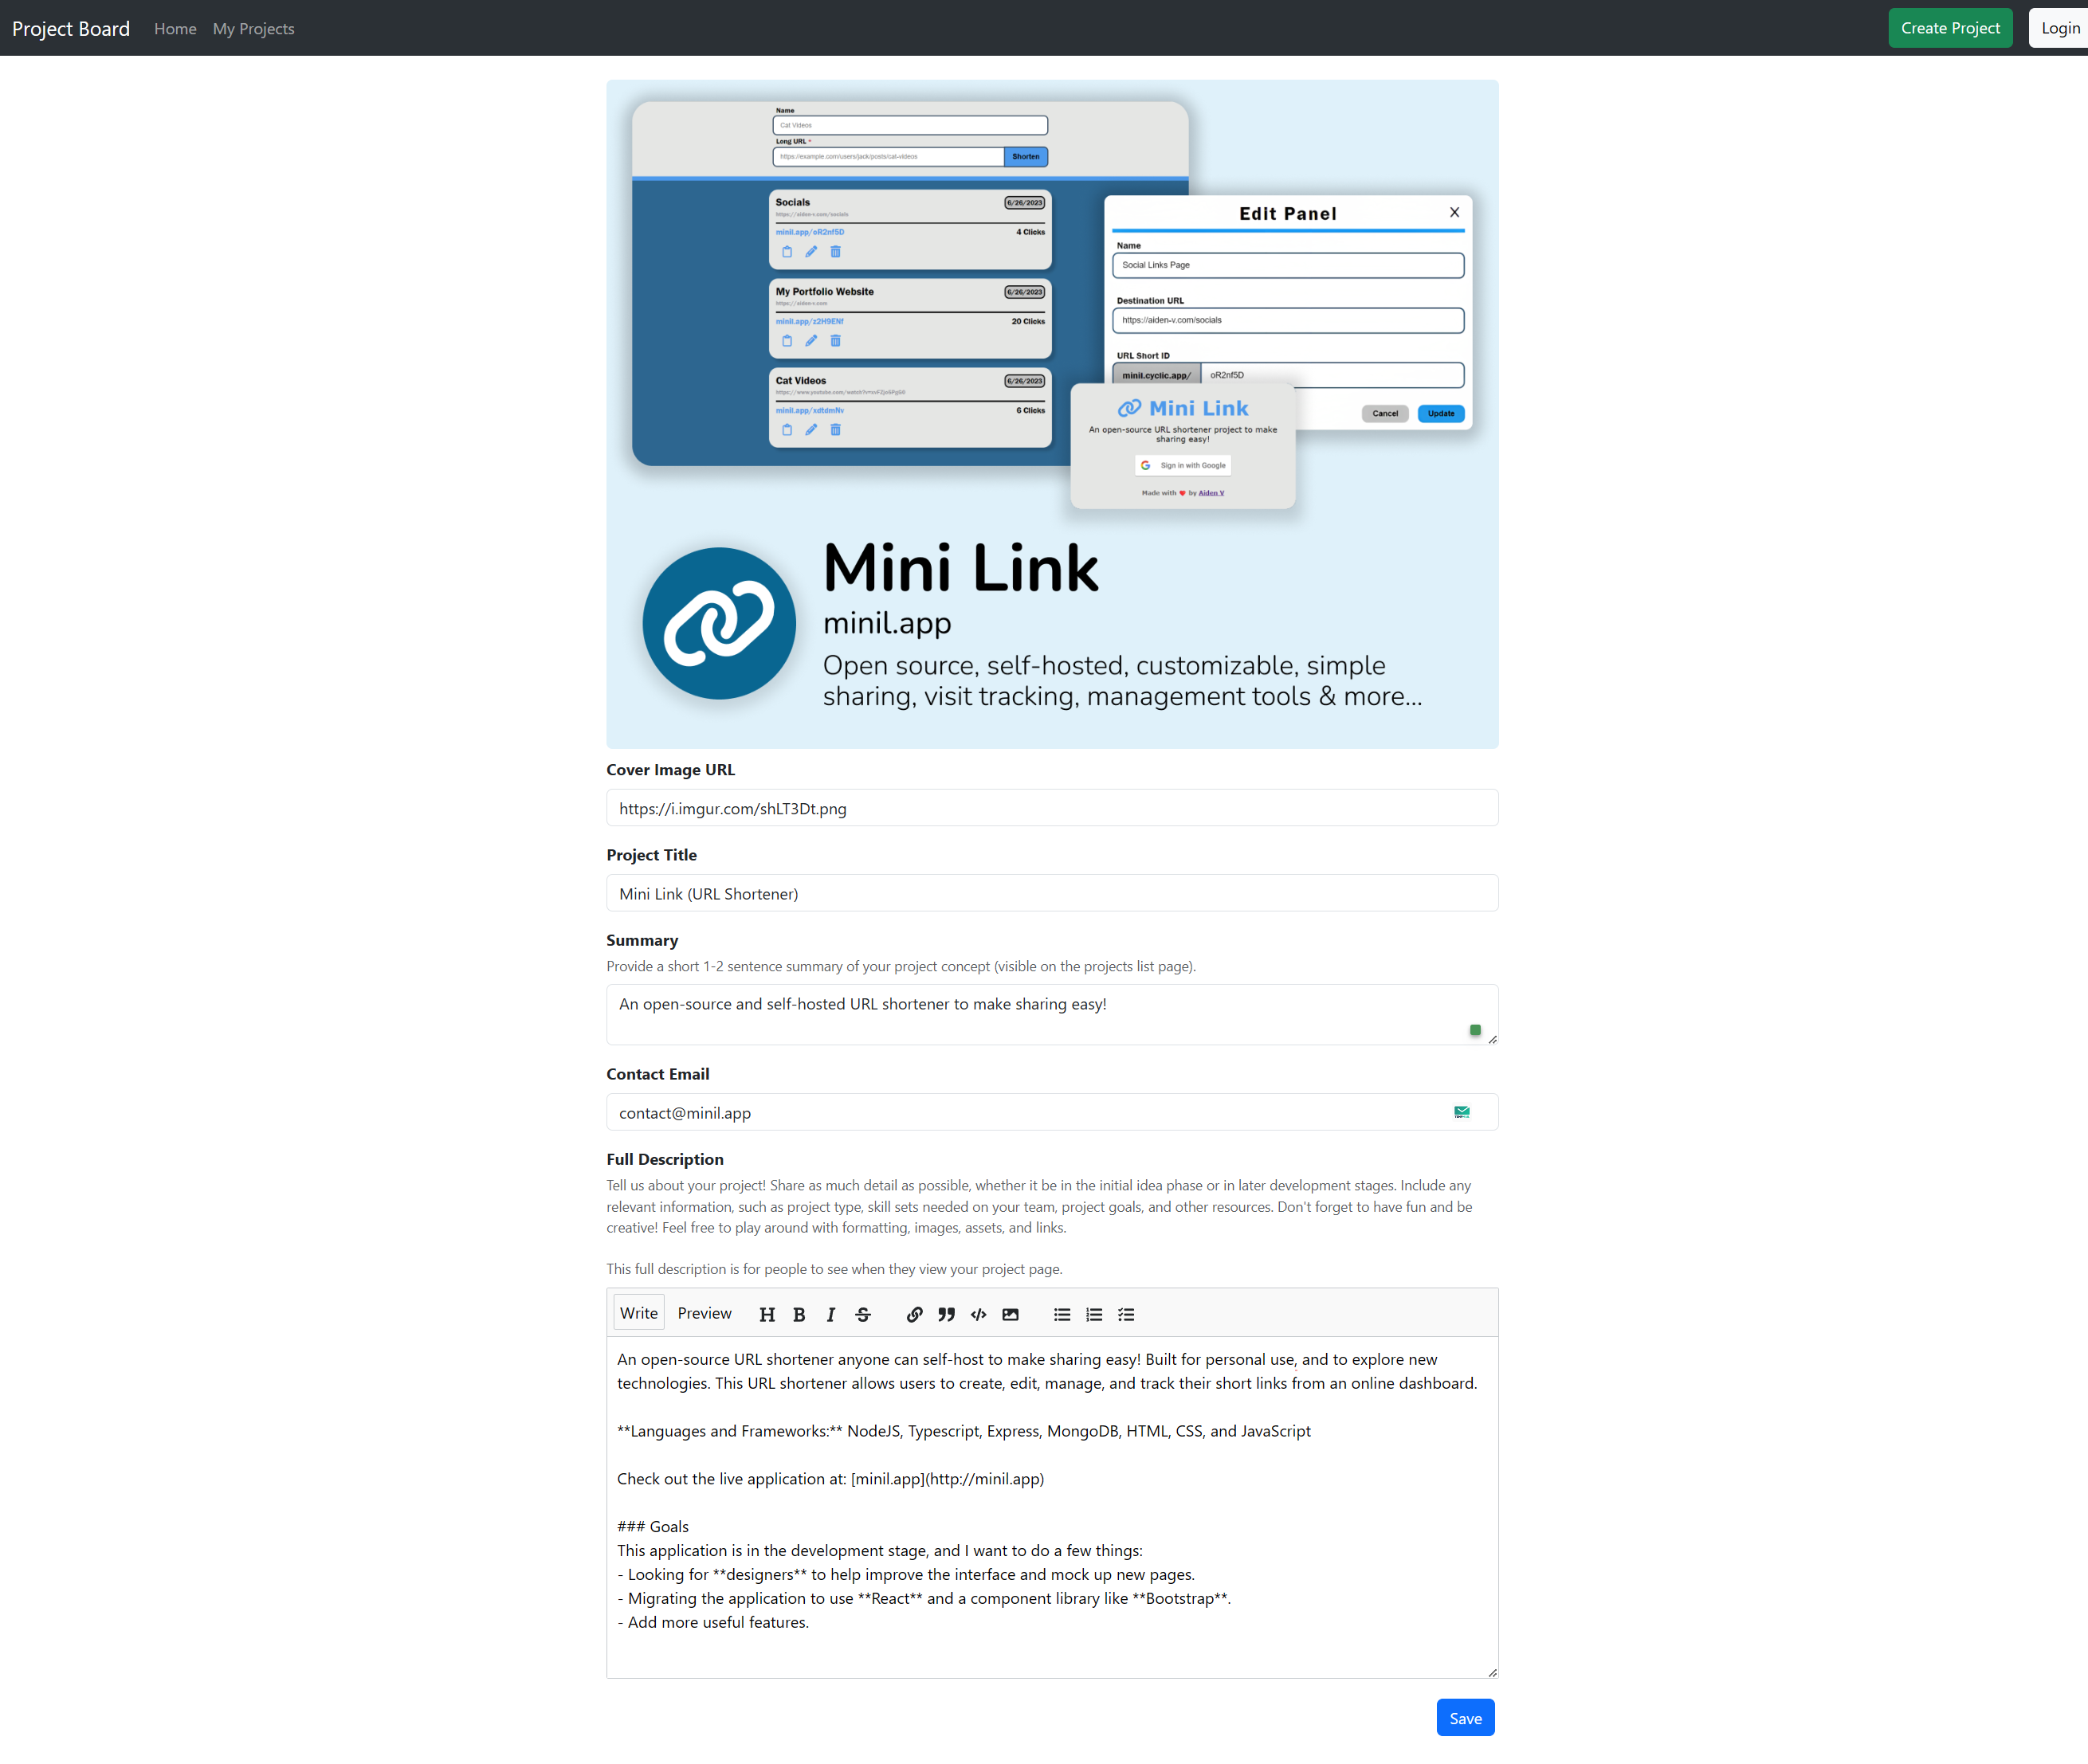 Project Board
Home
My Projects
Create Project
Login
Name
Cat Videos
Long URL *
https://example.com/users/jack/posts/cat-videos
Shorten
Socials
6/26/2023
https://aiden-v.com/socials
minil.app/oR2nf5D
4 Clicks
My Portfolio Website
6/26/2023
https://aiden-v.com
minil.app/z2H9ENf
20 Clicks
Cat Videos
6/26/2023
minil.app/xdtdmNv
6 Clicks
Edit Panel
X
Name
Social Links Page
Destination URL
https://aiden-v.com/socials
URL Short ID
minil.cyclic.app/
oR2nf5D
Cancel
Update
Mini Link
An open-source URL shortener project to make
sharing easy!
Sign in with Google
Made with ❤ by Aiden V
Mini Link
minil.app
Open source, self-hosted, customizable, simple
sharing, visit tracking, management tools & more...
Cover Image URL
https://i.imgur.com/shLT3Dt.png
Project Title
Mini Link (URL Shortener)
Summary
Provide a short 1-2 sentence summary of your project concept (visible on the projects list page).
An open-source and self-hosted URL shortener to make sharing easy!
Contact Email
contact@minil.app
Full Description
Tell us about your project! Share as much detail as possible, whether it be in the initial idea phase or in later development stages. Include any
relevant information, such as project type, skill sets needed on your team, project goals, and other resources. Don't forget to have fun and be
creative! Feel free to play around with formatting, images, assets, and links.
This full description is for people to see when they view your project page.
Write
Preview
H B I S
An open-source URL shortener anyone can self-host to make sharing easy! Built for personal use, and to explore new
technologies. This URL shortener allows users to create, edit, manage, and track their short links from an online dashboard.
**Languages and Frameworks:** NodeJS, Typescript, Express, MongoDB, HTML, CSS, and JavaScript
Check out the live application at: [minil.app](http://minil.app)
### Goals
This application is in the development stage, and I want to do a few things:
- Looking for **designers** to help improve the interface and mock up new pages.
- Migrating the application to use **React** and a component library like **Bootstrap**.
- Add more useful features.
Save